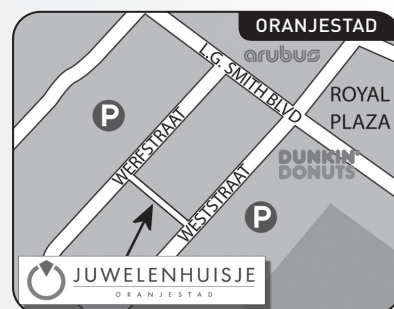 ORANJESTAD
arubus
L.G. SMITH BLVD
ROYAL
PLAZA
P
WERFSTRAAT
DUNKIN'
DONUTS
WESTSTRAAT
P
JUWELENHUISJE
ORANJESTAD